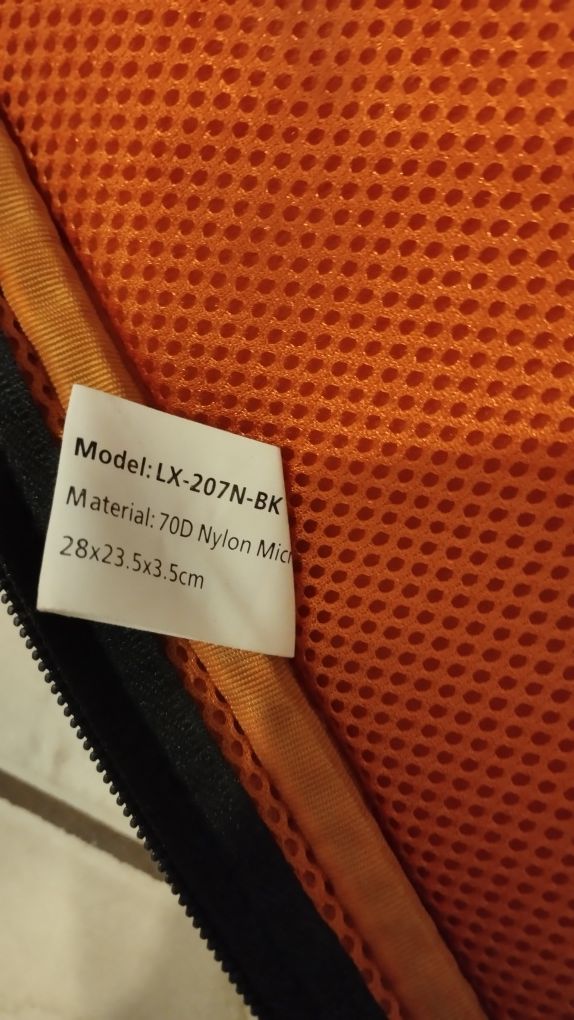 Model: LX-207N-BK
Material: 70D Nylon
28x23.5x3.5cm